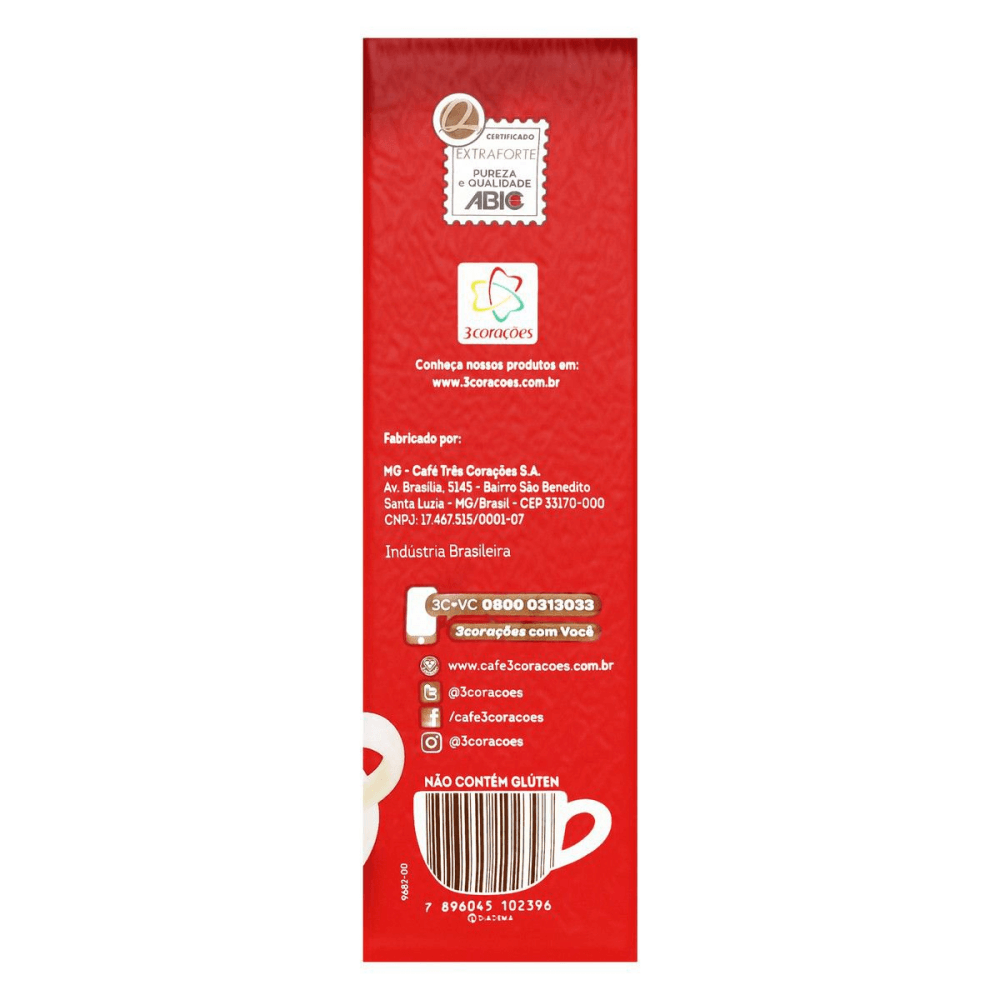 CERTIFICADO
EXTRAFORTE
PUREZA
e QUALIDADE
ABIC
3corações
Conheça nossos produtos em:
www.3coracoes.com.br
Fabricado por:
MG - Café Três Corações S.A.
Av. Brasília, 5145 - Bairro São Benedito
Santa Luzia - MG/Brasil - CEP 33170-000
CNPJ: 17.467.515/0001-07
Indústria Brasileira
3C♥VC 0800 0313033
3corações com Você
www.cafe3coracoes.com.br
@3coracoes
/cafe3coracoes
@3coracoes
NÃO CONTÉM GLÚTEN
9682-00
7 896045 102396
DIADEMA